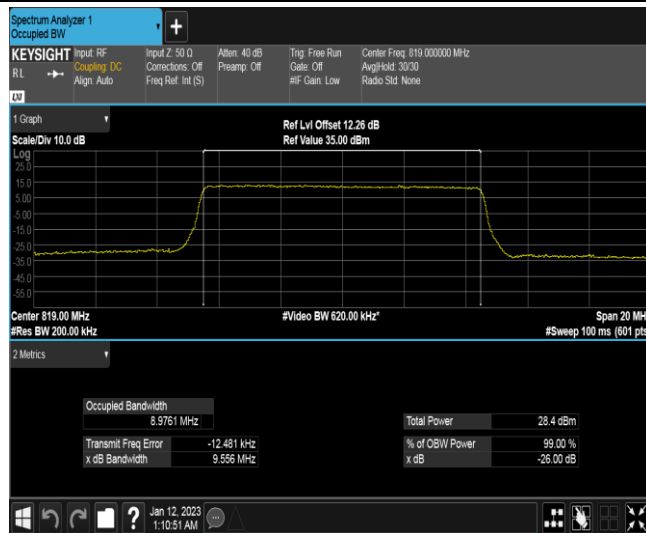 Spectrum Analyzer 1
Occupied BW
+
KEYSIGHT
RL
Input: RF
Coupling: DC
Align: Auto
Input Z: 50 Ω
Corrections: Off
Freq Ref: Int (S)
Atten: 40 dB
Preamp: Off
Trig: Free Run
Gate: Off
#IF Gain: Low
Center Freq: 819.000000 MHz
Avg|Hold: 30/30
Radio Std: None
LXI
1 Graph
Scale/Div 10.0 dB
Ref Lvl Offset 12.26 dB
Ref Value 35.00 dBm
Log
25.0
15.0
5.00
-5.00
-15.0
-25.0
-35.0
-45.0
-55.0
Center 819.00 MHz
#Video BW 620.00 kHz*
Span 20 MH
#Res BW 200.00 kHz
#Sweep 100 ms (601 pts
2 Metrics
Occupied Bandwidth
8.9761 MHz
Total Power 28.4 dBm
Transmit Freq Error -12.481 kHz
% of OBW Power 99.00 %
x dB Bandwidth 9.556 MHz
x dB -26.00 dB
?
Jan 12, 2023
1:10:51 AM